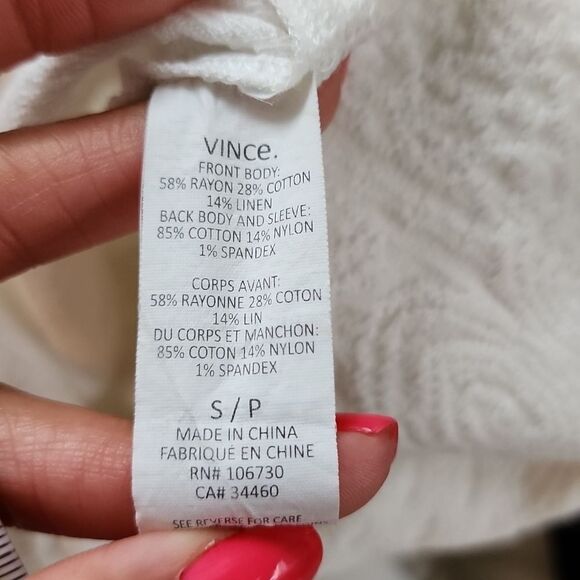 VINCe.
FRONT BODY:
58% RAYON 28% COTTON
14% LINEN
BACK BODY AND SLEEVE:
85% COTTON 14% NYLON
1% SPANDEX
CORPS AVANT:
58% RAYONNE 28% COTON
14% LIN
DU CORPS ET MANCHON:
85% COTON 14% NYLON
1% SPANDEX
S / P
MADE IN CHINA
FABRIQUÉ EN CHINE
RN# 106730
CA# 34460
SEE REVERSE FOR CARE